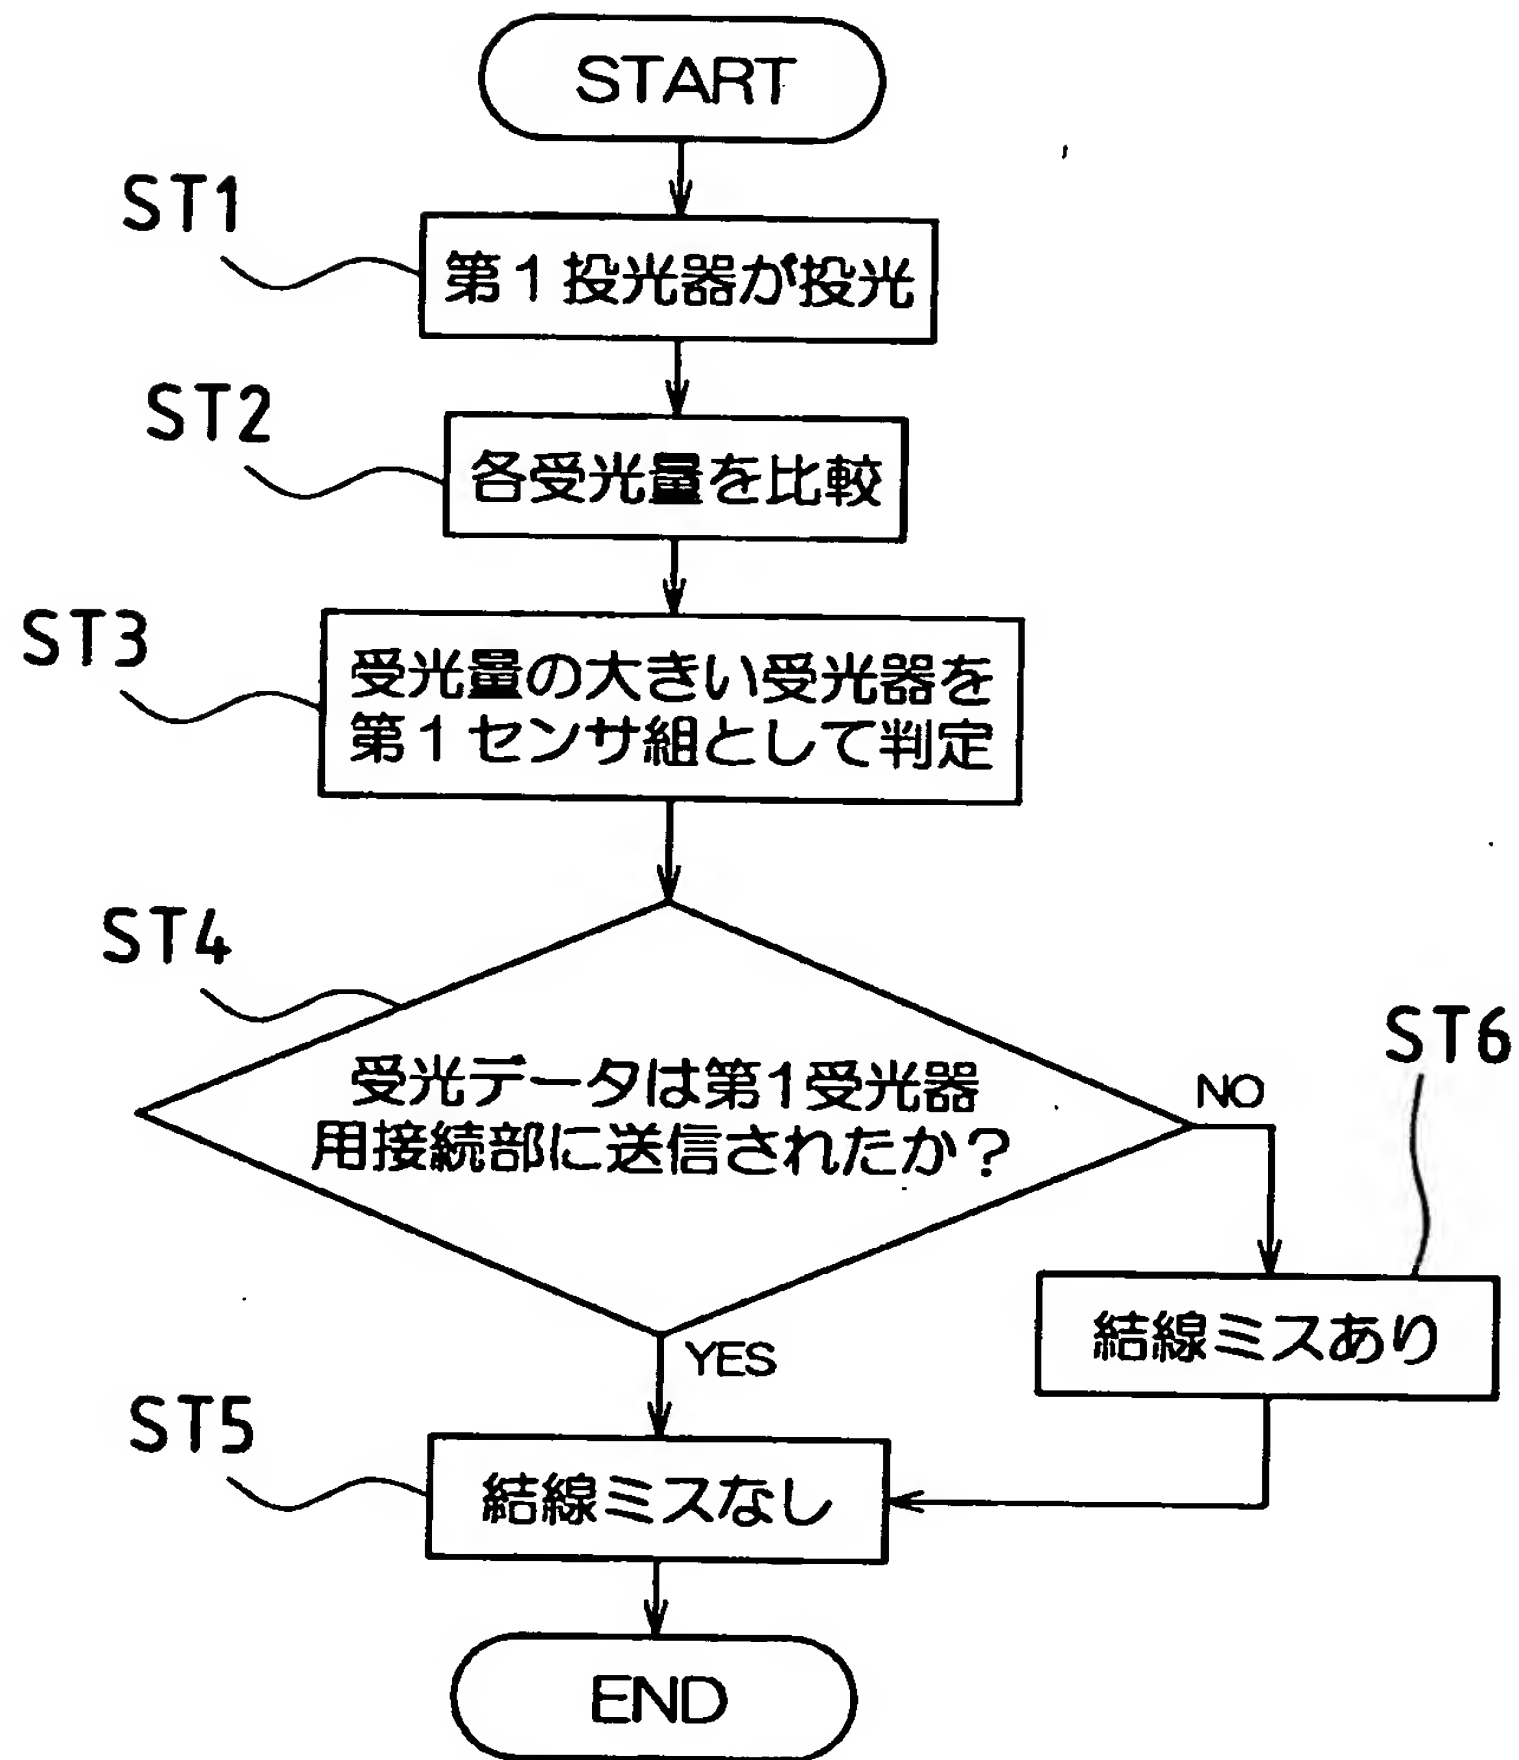 START
ST1
第1投光器が投光
ST2
各受光量を比較
ST3
受光量の大きい受光器を
第1センサ組として判定
ST4
受光データは第1受光器
用接続部に送信されたか?
NO
ST6
結線ミスあり
YES
ST5
結線ミスなし
END